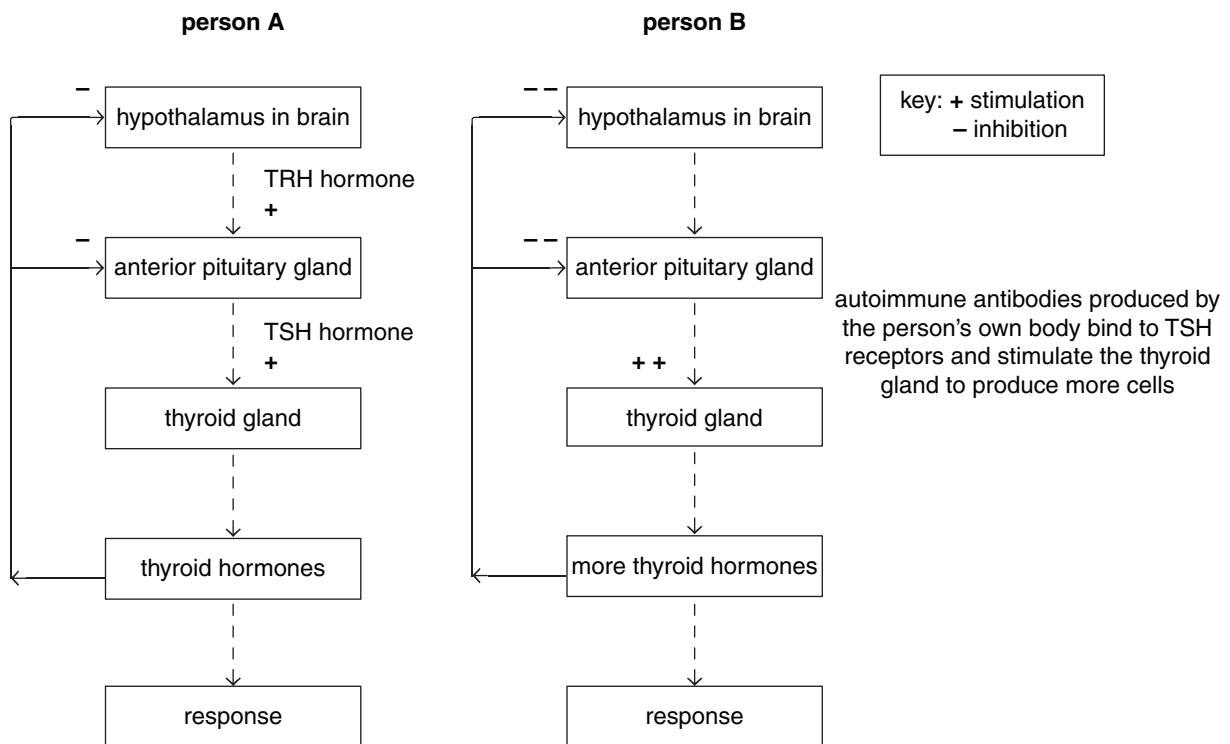 person A
− hypothalamus in brain
TRH hormone
+
− anterior pituitary gland
TSH hormone
+
thyroid gland
thyroid hormones
response
person B
− − hypothalamus in brain
− − anterior pituitary gland
+ +
thyroid gland
more thyroid hormones
response
key: + stimulation
− inhibition
autoimmune antibodies produced by
the person's own body bind to TSH
receptors and stimulate the thyroid
gland to produce more cells